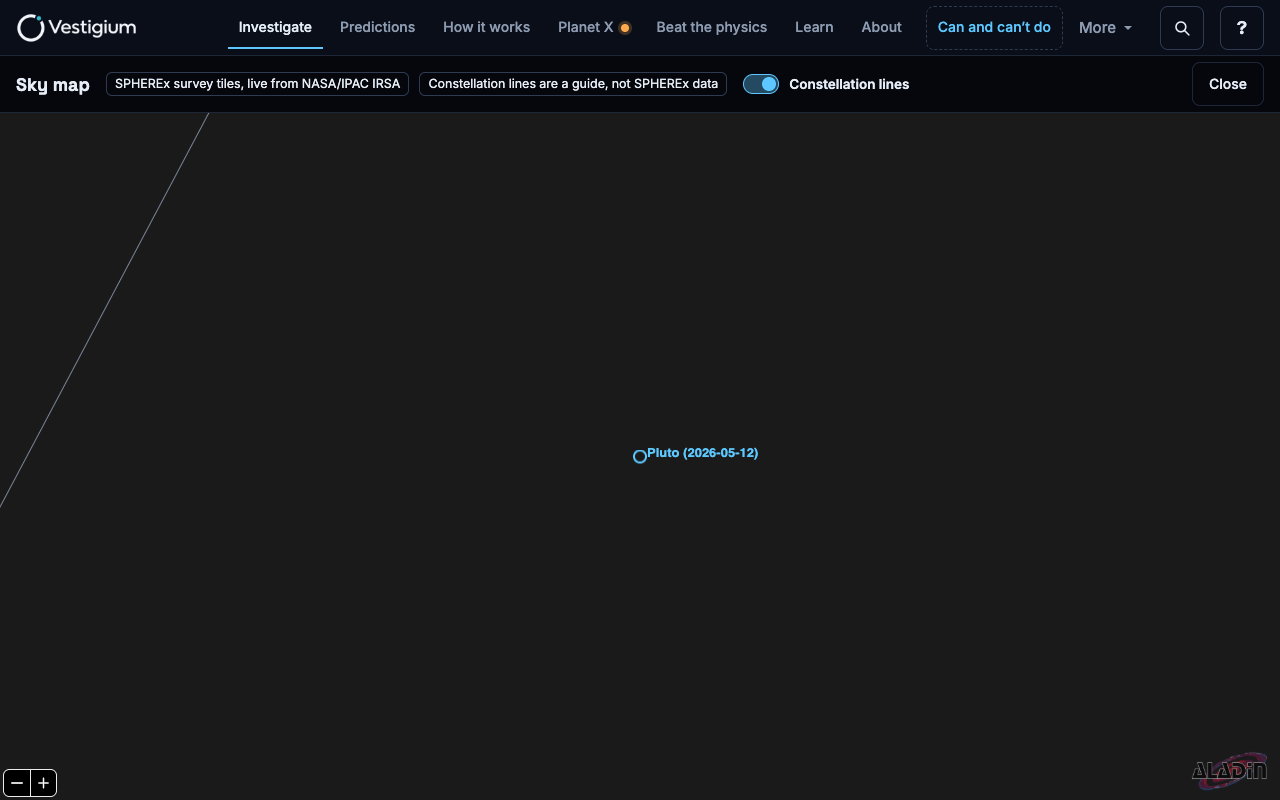 Vestigium
Investigate
Predictions
How it works
Planet X
Beat the physics
Learn
About
Can and can’t do
More
?
Sky map
SPHEREx survey tiles, live from NASA/IPAC IRSA
Constellation lines are a guide, not SPHEREx data
Constellation lines
Close
Pluto (2026-05-12)
ALADiN